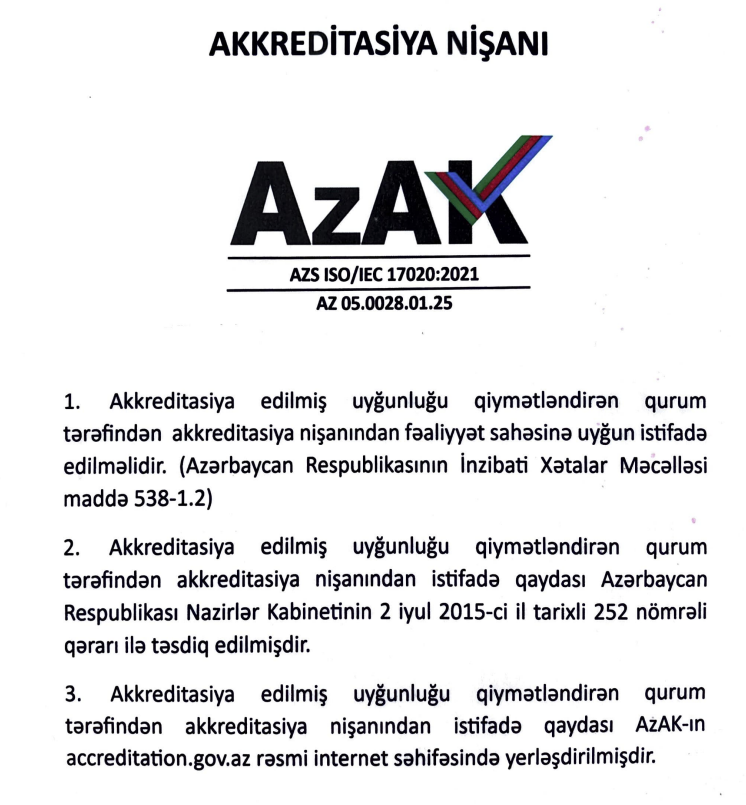 AKKREDİTASİYA NİŞANI
AzAK
AZS ISO/IEC 17020:2021
AZ 05.0028.01.25
1. Akkreditasiya edilmiş uyğunluğu qiymətləndirən qurum
tərəfindən akkreditasiya nişanından fəaliyyət sahəsinə uyğun istifadə
edilməlidir. (Azərbaycan Respublikasının İnzibati Xətalar Məcəlləsi
maddə 538-1.2)
2. Akkreditasiya edilmiş uyğunluğu qiymətləndirən qurum
tərəfindən akkreditasiya nişanından istifadə qaydası Azərbaycan
Respublikası Nazirlər Kabinetinin 2 iyul 2015-ci il tarixli 252 nömrəli
qərarı ilə təsdiq edilmişdir.
3. Akkreditasiya edilmiş uyğunluğu qiymətləndirən qurum
tərəfindən akkreditasiya nişanından istifadə qaydası AzAK-ın
accreditation.gov.az rəsmi internet səhifəsində yerləşdirilmişdir.